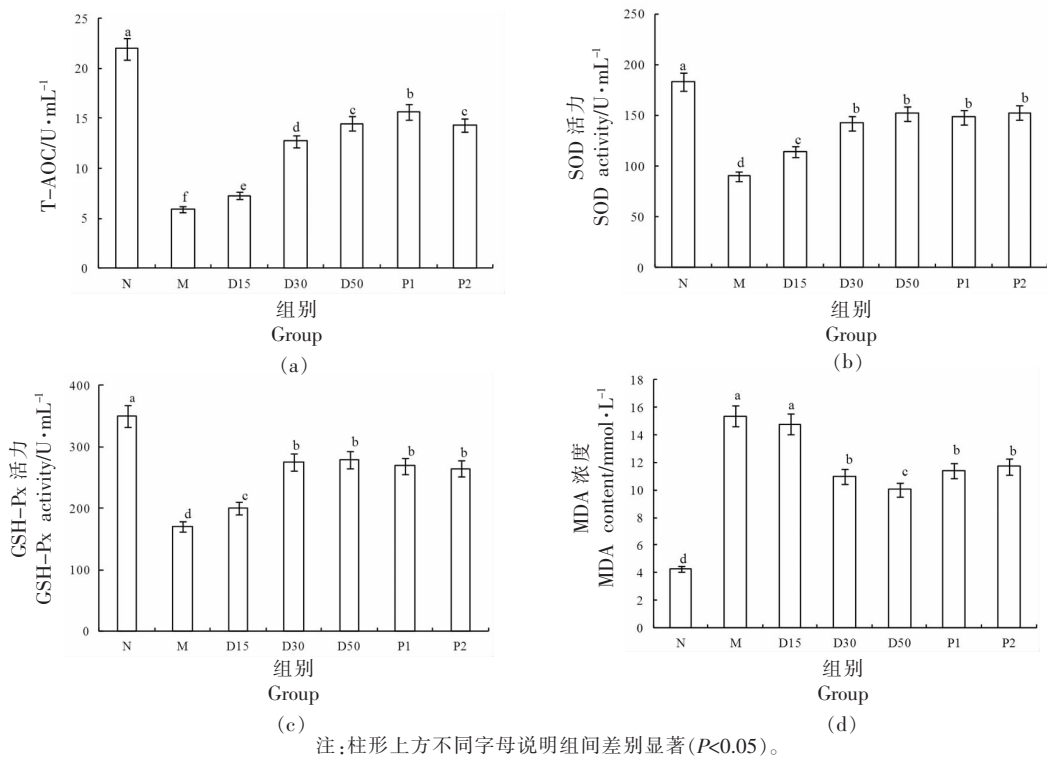 T-AOC/U·mL⁻¹
25
20
15
10
5
0
a
f
e
d
c
b
c
N M D15 D30 D50 P1 P2
组别
Group
(a)
SOD 活力
SOD activity/U·mL⁻¹
250
200
150
100
50
0
a
d
c
b
b
b
b
N M D15 D30 D50 P1 P2
组别
Group
(b)
GSH-Px 活力
GSH-Px activity/U·mL⁻¹
400
300
200
100
0
a
d
c
b
b
b
b
N M D15 D30 D50 P1 P2
组别
Group
(c)
MDA 浓度
MDA content/mmol·L⁻¹
18
16
14
12
10
8
6
4
2
0
d
a
a
b
c
b
b
N M D15 D30 D50 P1 P2
组别
Group
(d)
注:柱形上方不同字母说明组间差别显著(P<0.05)。